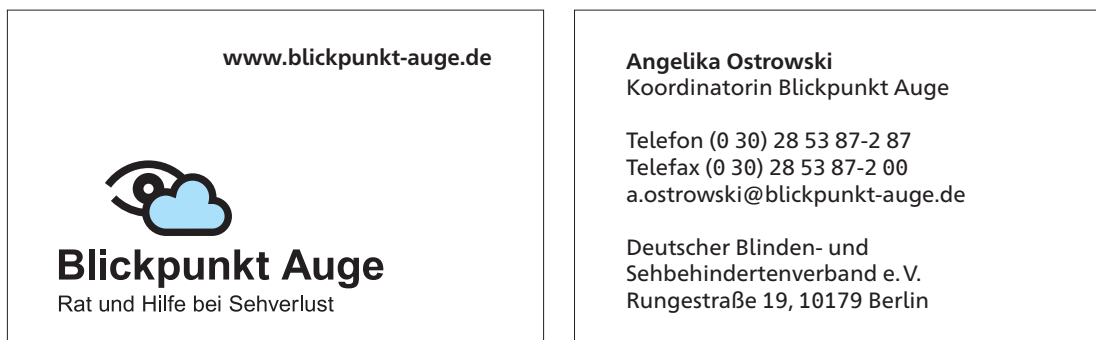 www.blickpunkt-auge.de
Blickpunkt Auge
Rat und Hilfe bei Sehverlust
Angelika Ostrowski
Koordinatorin Blickpunkt Auge
Telefon (0 30) 28 53 87-2 87
Telefax (0 30) 28 53 87-2 00
a.ostrowski@blickpunkt-auge.de
Deutscher Blinden- und
Sehbehindertenverband e. V.
Rungestraße 19, 10179 Berlin